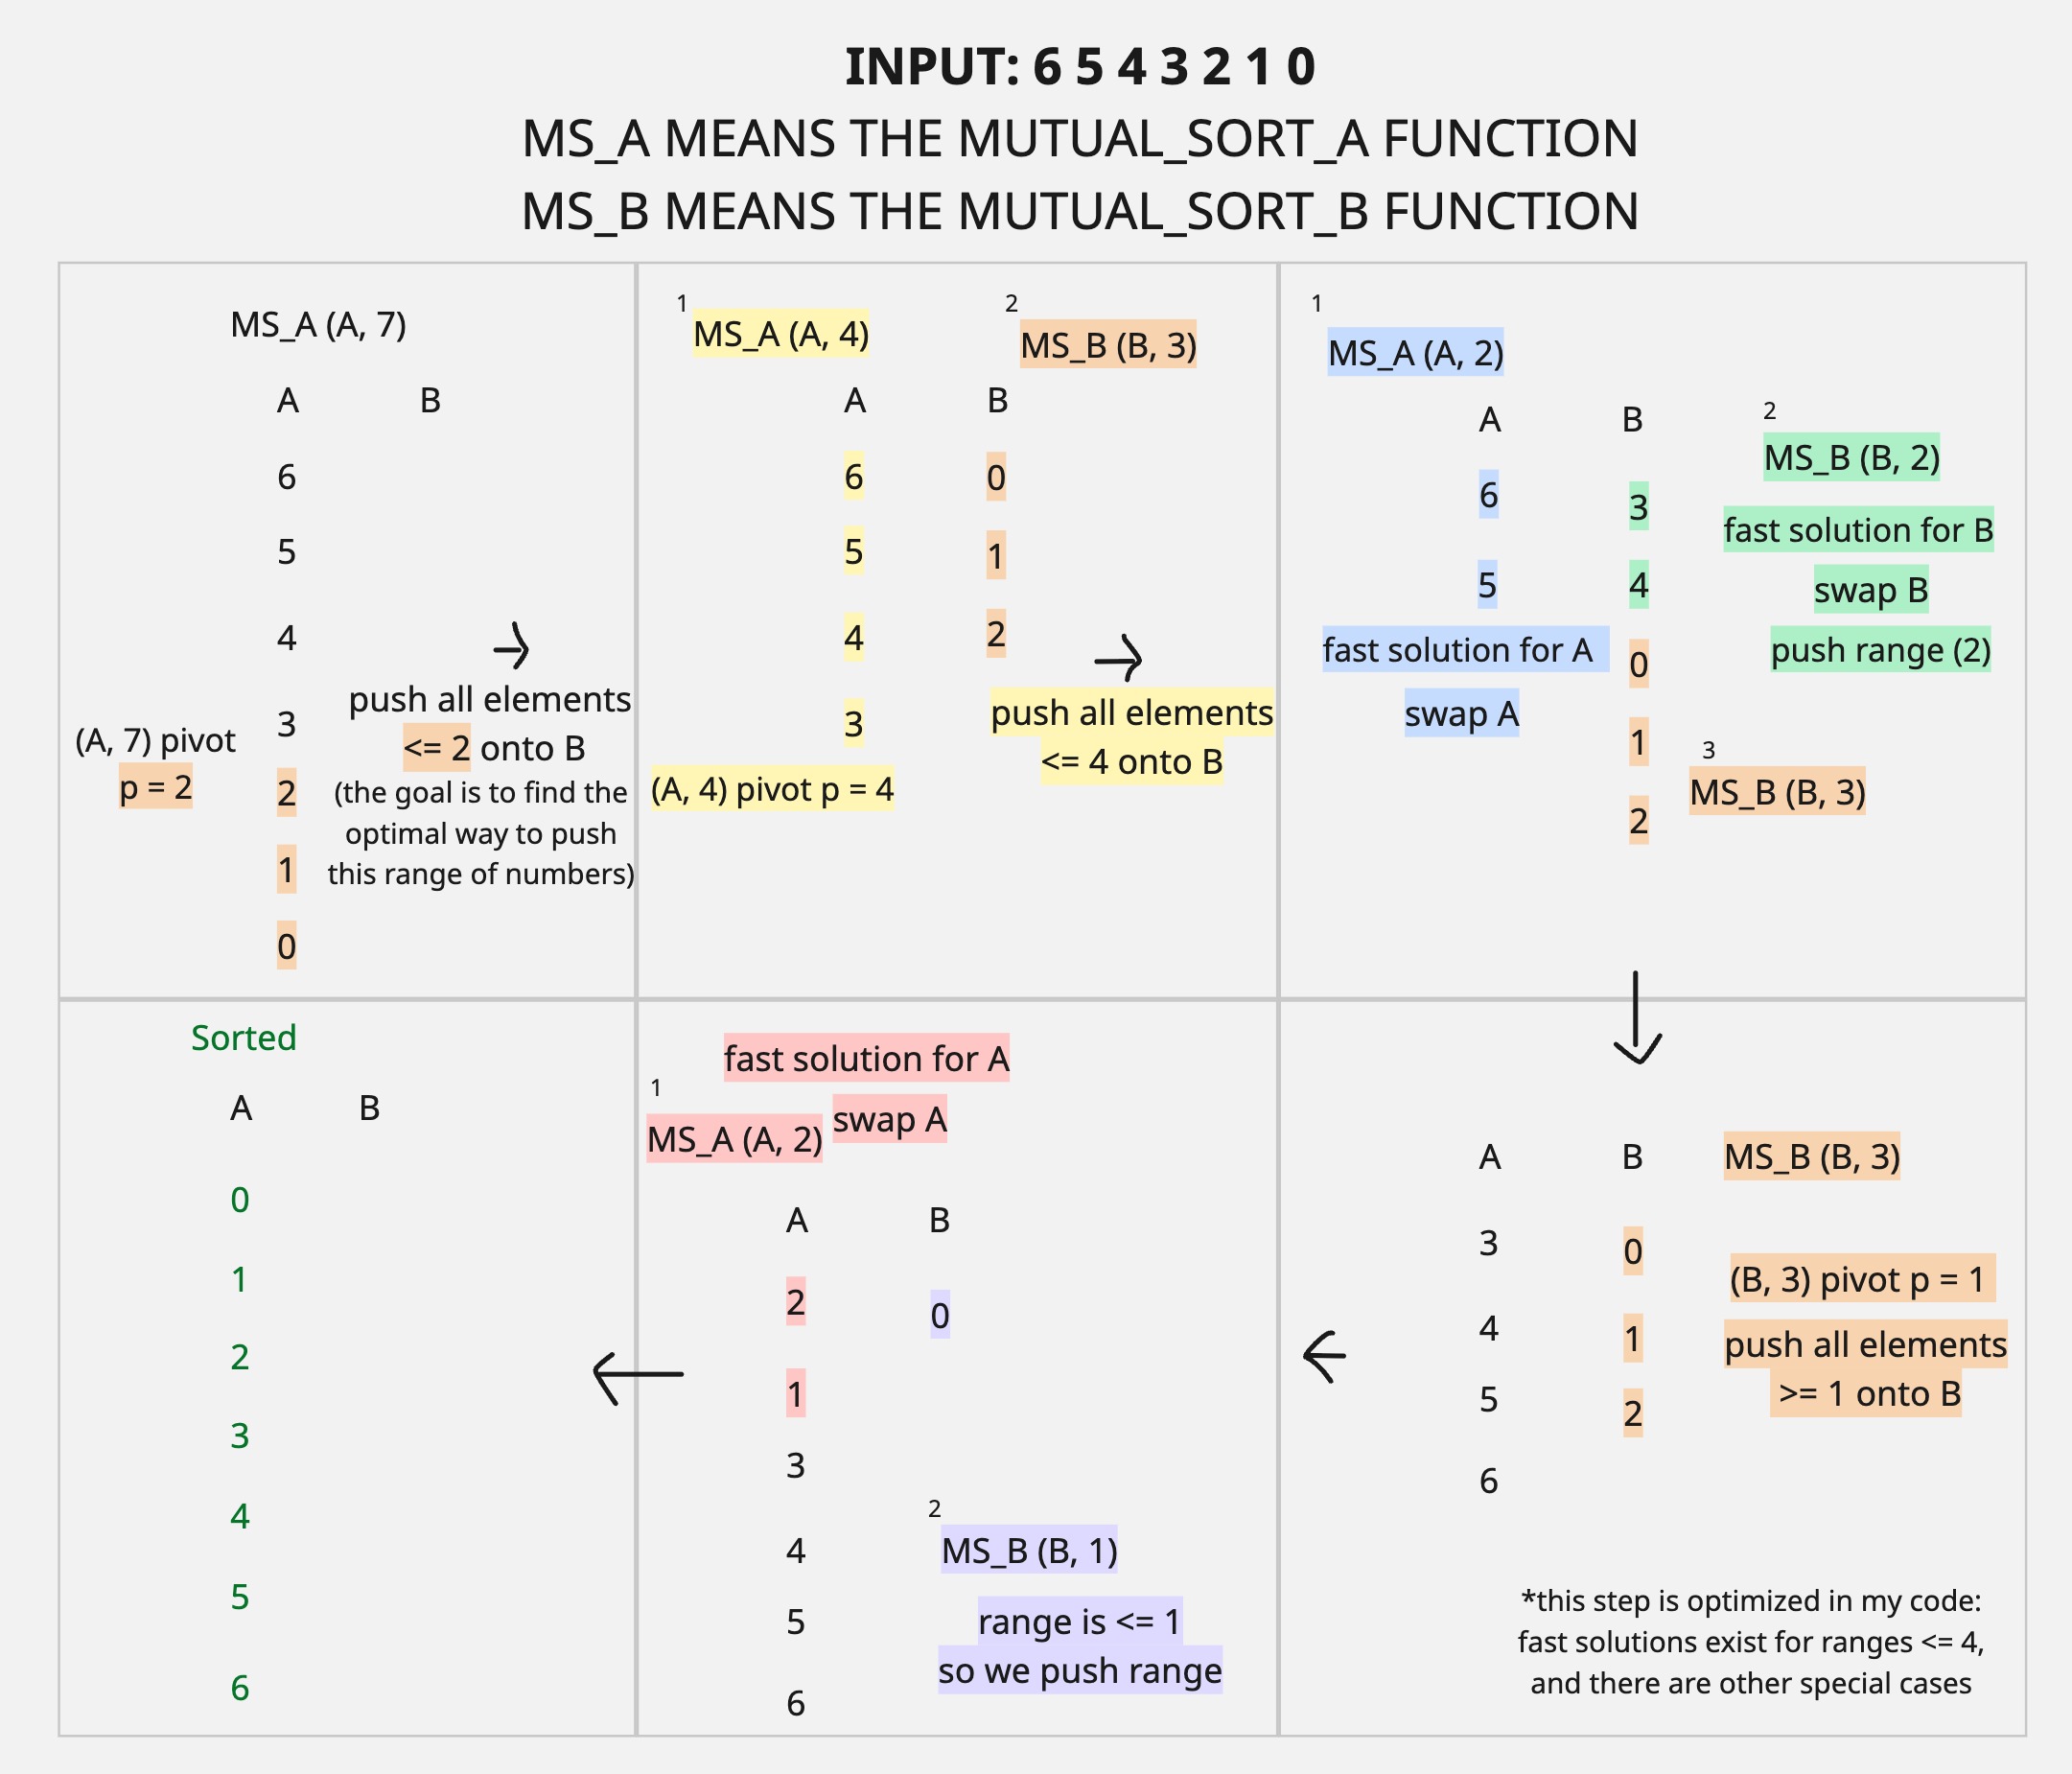 INPUT: 6 5 4 3 2 1 0
MS_A MEANS THE MUTUAL_SORT_A FUNCTION
MS_B MEANS THE MUTUAL_SORT_B FUNCTION
MS_A (A, 7)
A B
6
5
4
3
2
1
0
(A, 7) pivot
p = 2
push all elements
<= 2 onto B
(the goal is to find the
optimal way to push
this range of numbers)
1
MS_A (A, 4)
2
MS_B (B, 3)
A B
6 0
5 1
4 2
3
(A, 4) pivot p = 4
push all elements
<= 4 onto B
1
MS_A (A, 2)
A B
6 3
5 4
0
1
2
fast solution for A
swap A
2
MS_B (B, 2)
fast solution for B
swap B
push range (2)
3
MS_B (B, 3)
A B
3 0
4 1
5 2
6
MS_B (B, 3)
(B, 3) pivot p = 1
push all elements
>= 1 onto B
*this step is optimized in my code:
fast solutions exist for ranges <= 4,
and there are other special cases
fast solution for A
swap A
1
MS_A (A, 2)
A B
2 0
1
3
4
5
6
2
MS_B (B, 1)
range is <= 1
so we push range
Sorted
A B
0
1
2
3
4
5
6